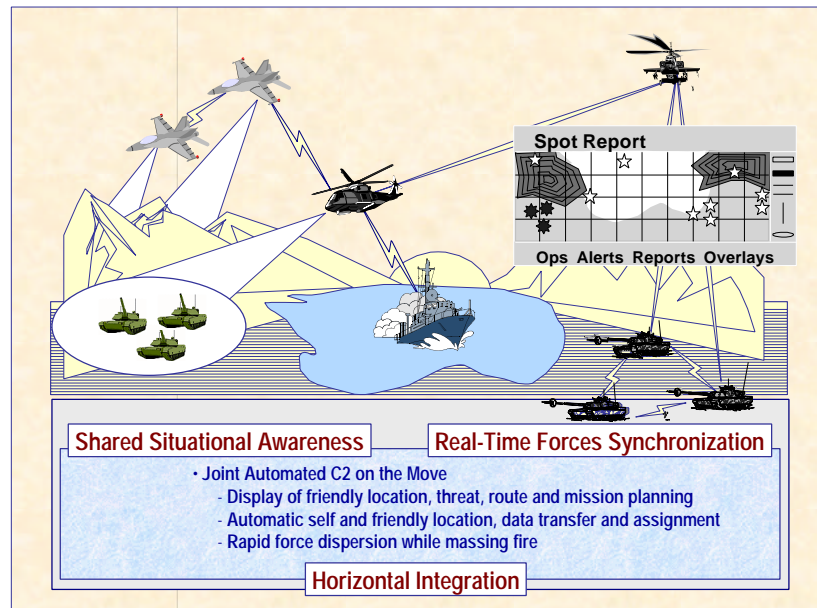 Spot Report
Ops Alerts Reports Overlays
Shared Situational Awareness
Real-Time Forces Synchronization
• Joint Automated C2 on the Move
- Display of friendly location, threat, route and mission planning
- Automatic self and friendly location, data transfer and assignment
- Rapid force dispersion while massing fire
Horizontal Integration